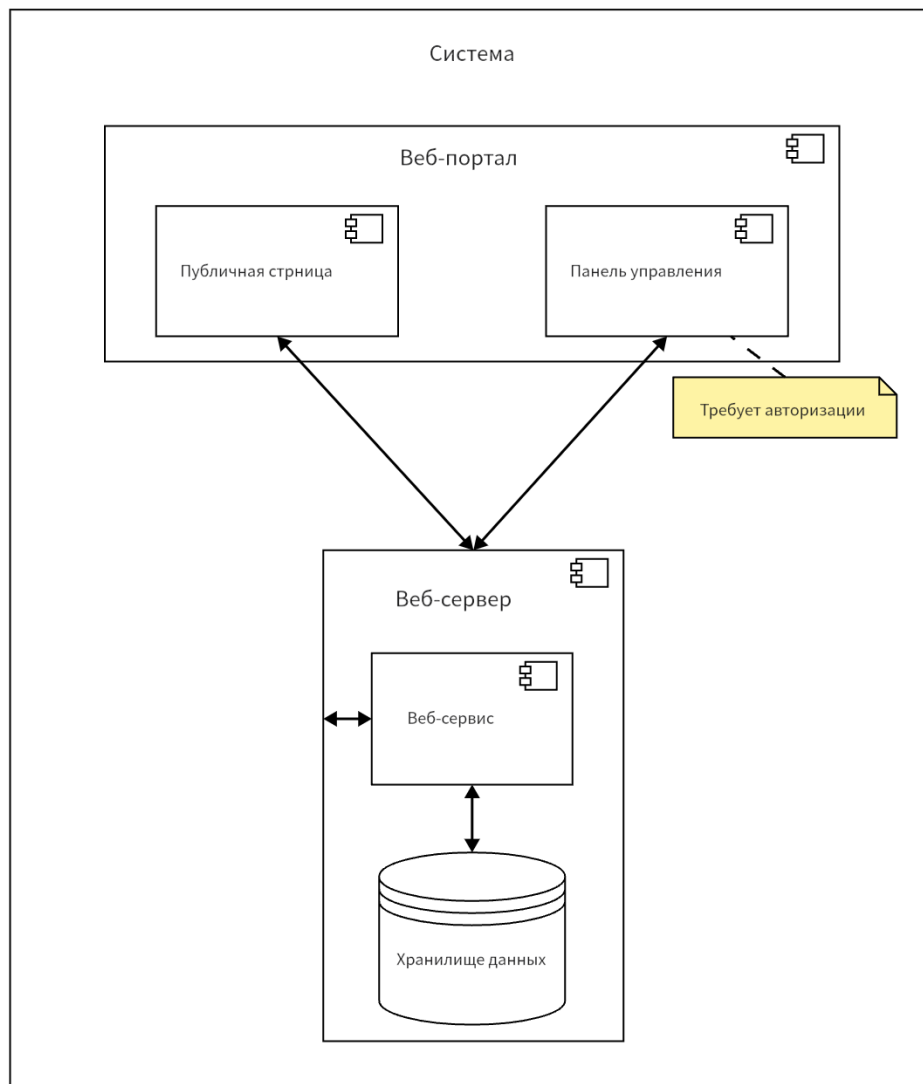 Система
Веб-портал
Публичная стрница
Панель управления
Требует авторизации
Веб-сервер
Веб-сервис
Хранилище данных